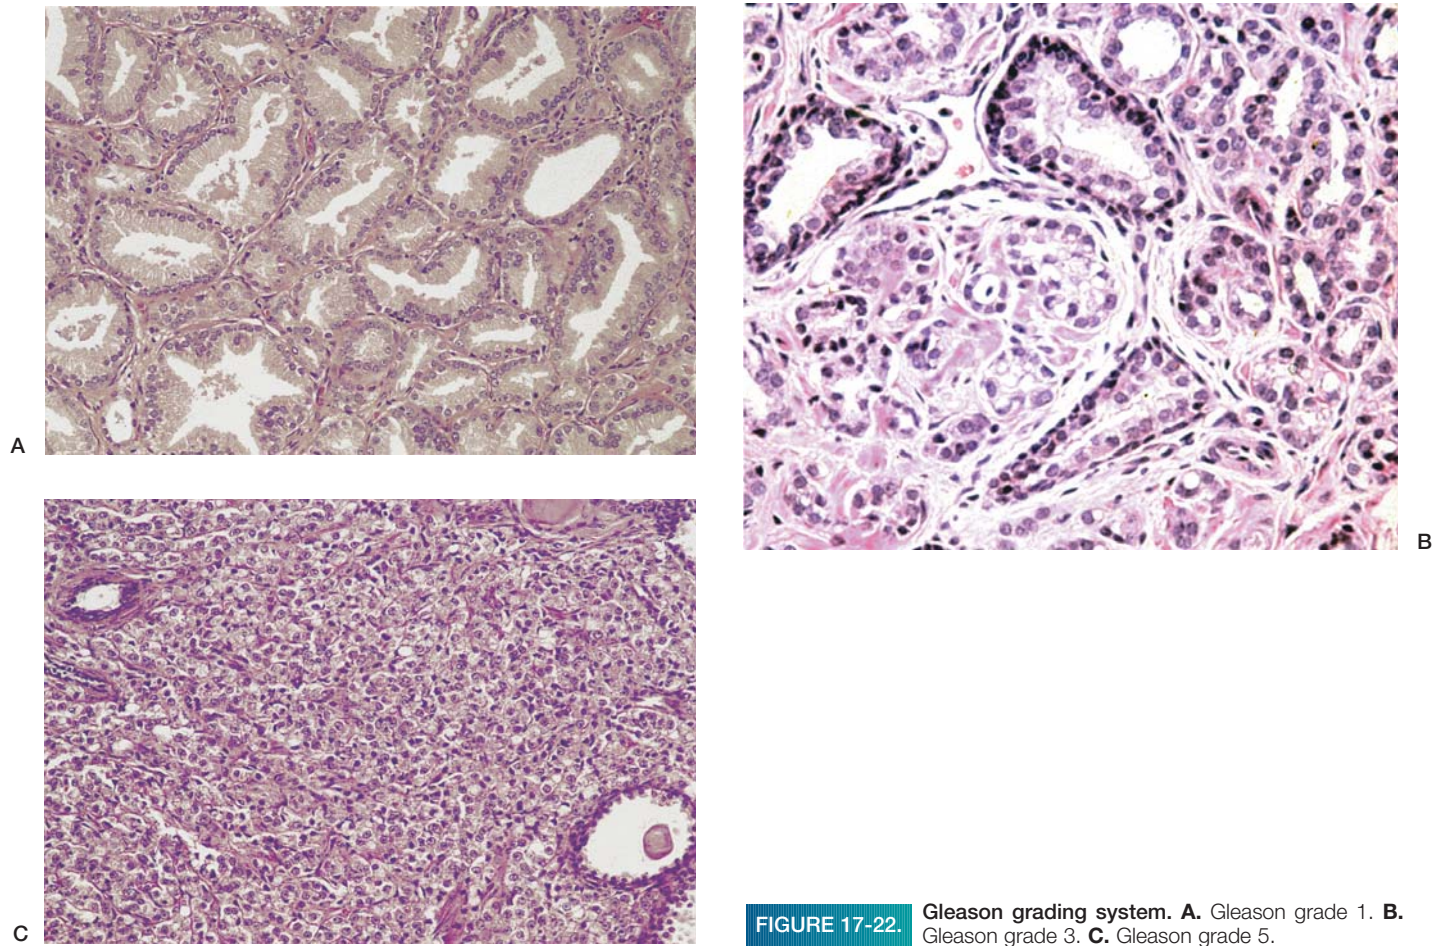 A
B
C
FIGURE 17-22.
Gleason grading system. A. Gleason grade 1. B.
Gleason grade 3. C. Gleason grade 5.